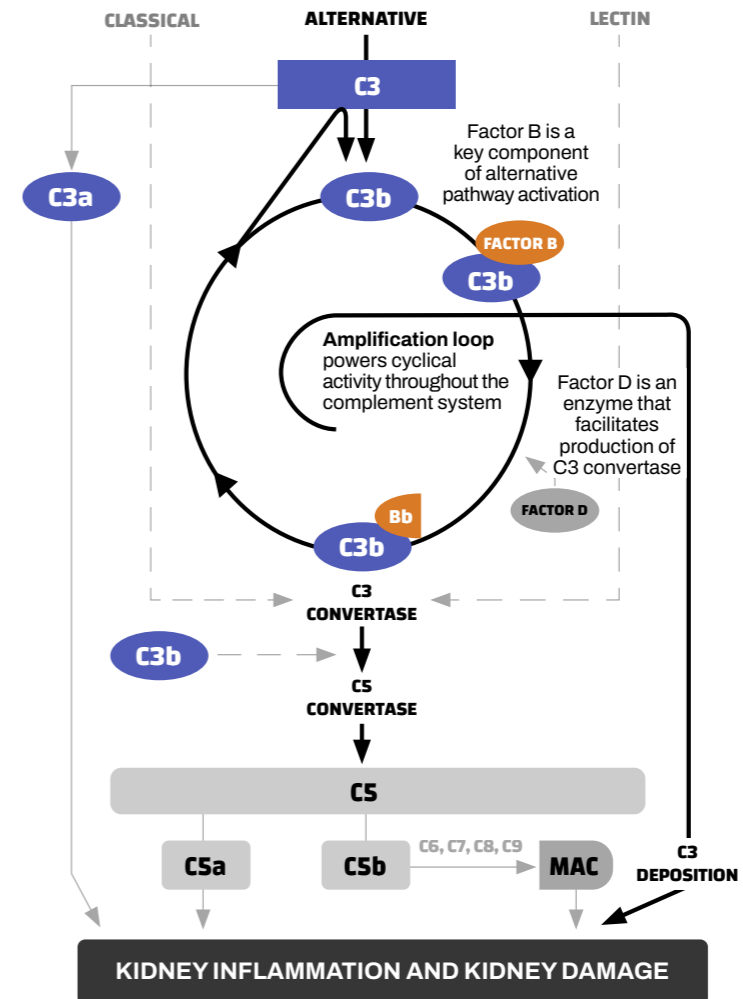 CLASSICAL
ALTERNATIVE
LECTIN
C3
Factor B is a
key component
of alternative
pathway activation
C3a
C3b
FACTOR B
C3b
Amplification loop
powers cyclical
activity throughout the
complement system
Factor D is an
enzyme that
facilitates
production of
C3 convertase
FACTOR D
Bb
C3b
C3
CONVERTASE
C3b
C5
CONVERTASE
C5
C5a
C5b
C6, C7, C8, C9
MAC
C3
DEPOSITION
KIDNEY INFLAMMATION AND KIDNEY DAMAGE